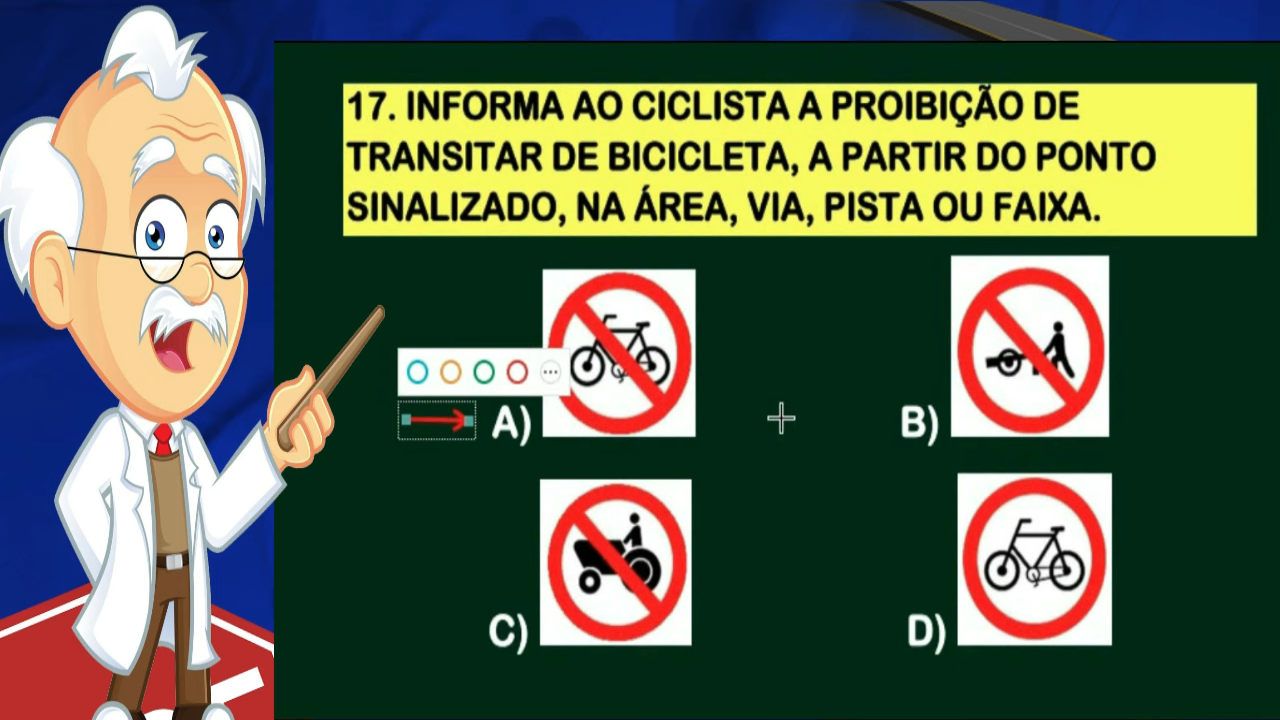 17. INFORMA AO CICLISTA A PROIBIÇÃO DE
TRANSITAR DE BICICLETA, A PARTIR DO PONTO
SINALIZADO, NA ÁREA, VIA, PISTA OU FAIXA.
A)
B)
C)
D)